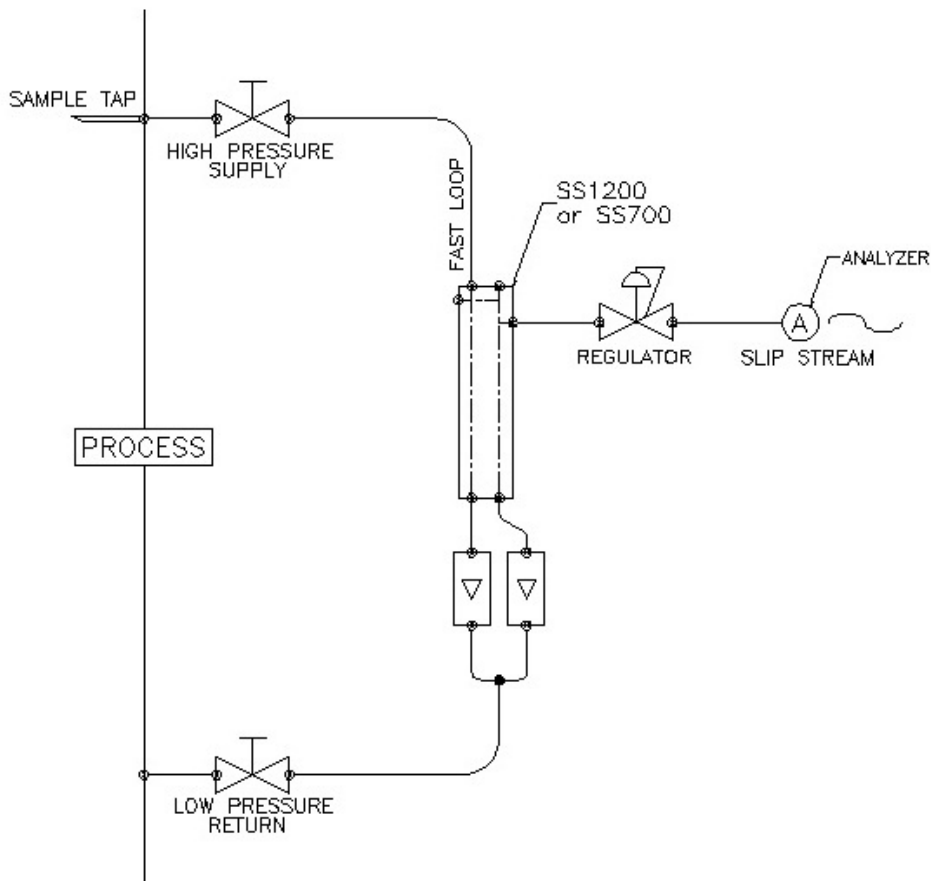 SAMPLE TAP
HIGH PRESSURE
SUPPLY
FAST LOOP
SS1200
or SS700
ANALYZER
A
REGULATOR
SLIP STREAM
PROCESS
LOW PRESSURE
RETURN